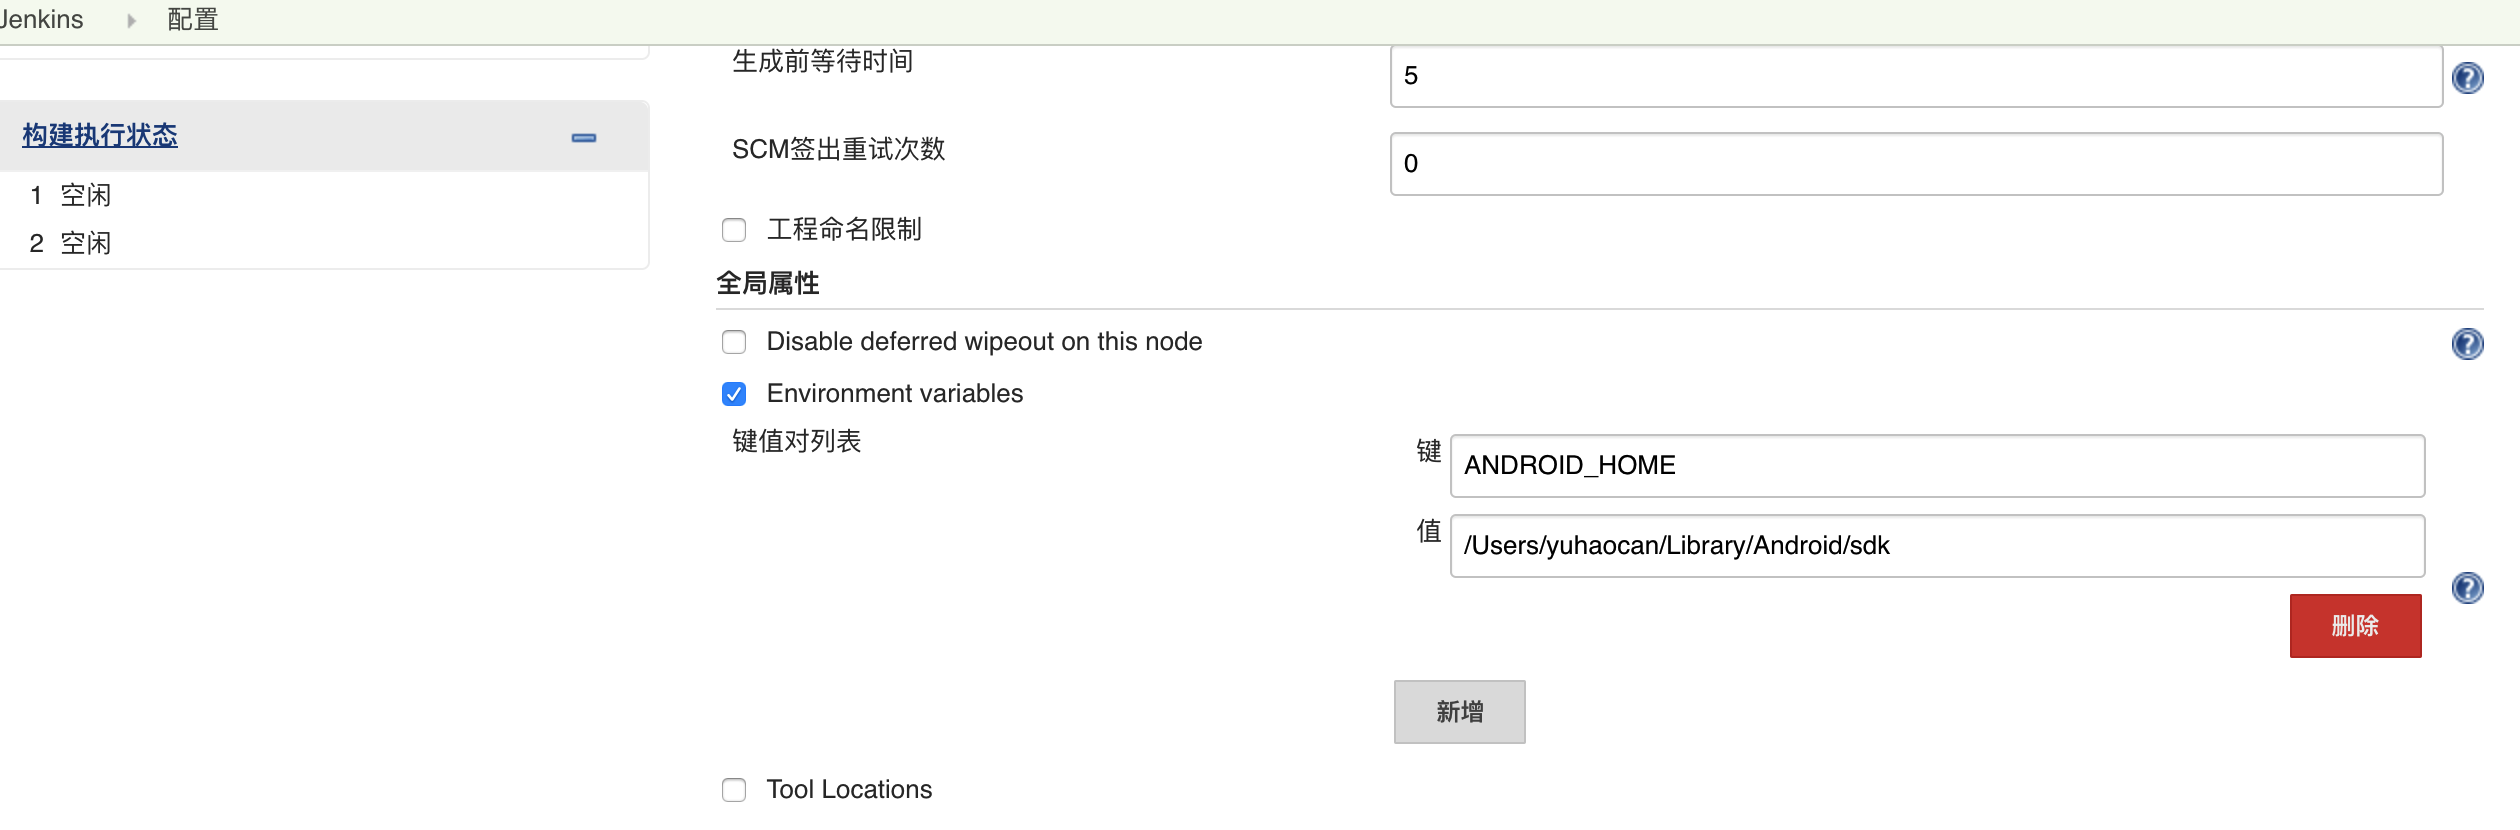 Jenkins 配置
生成前等待时间 5
SCM签出重试次数 0
工程命名限制
构建执行状态
1 空闲
2 空闲
全局属性
Disable deferred wipeout on this node
Environment variables
键值对列表
键 ANDROID_HOME
值 /Users/yuhaocan/Library/Android/sdk
删除
新增
Tool Locations